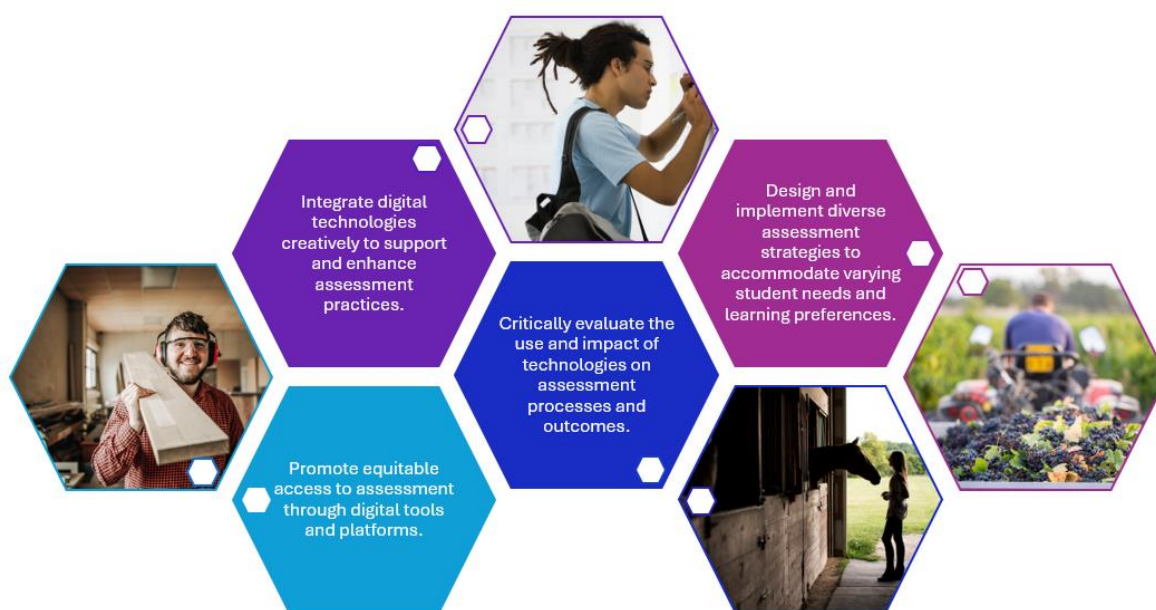 Integrate digital
technologies
creatively to support
and enhance
assessment
practices.
Design and
implement diverse
assessment
strategies to
accommodate varying
student needs and
learning preferences.
Critically evaluate the
use and impact of
technologies on
assessment
processes and
outcomes.
Promote equitable
access to assessment
through digital tools
and platforms.